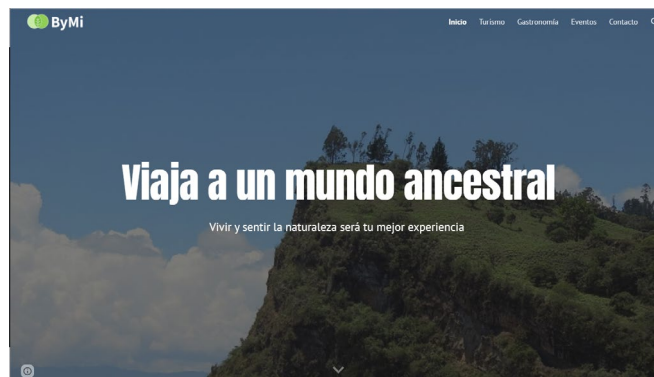 ByMi
Inicio Turismo Gastronomía Eventos Contacto
Viaja a un mundo ancestral
Vivir y sentir la naturaleza será tu mejor experiencia